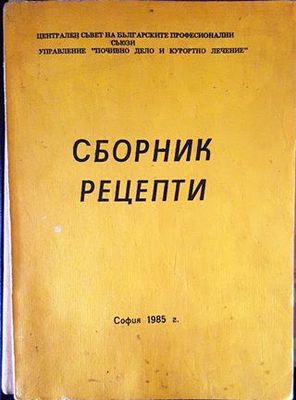 ЦЕНТРАЛЕН СЪВЕТ НА БЪЛГАРСКИТЕ ПРОФЕСИОНАЛНИ
СЪЮЗИ
УПРАВЛЕНИЕ "ПОЧИВНО ДЕЛО И КУРОРТНО ЛЕЧЕНИЕ"
СБОРНИК
РЕЦЕПТИ
София 1985 г.